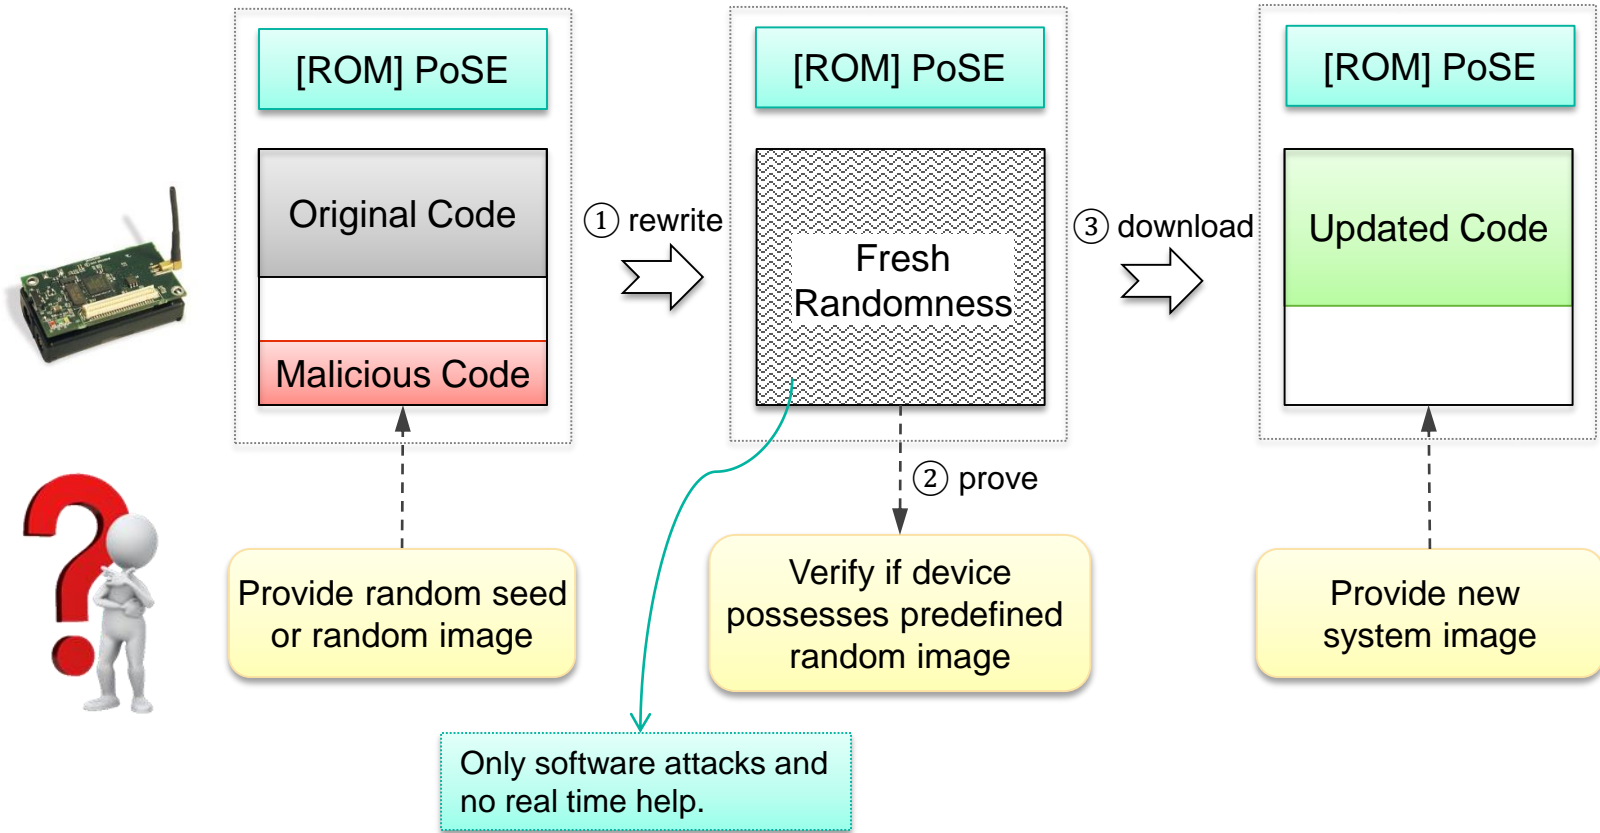 [ROM] PoSE
[ROM] PoSE
[ROM] PoSE
Original Code
Malicious Code
① rewrite
Fresh
Randomness
③ download
Updated Code
② prove
Provide random seed
or random image
Verify if device
possesses predefined
random image
Provide new
system image
Only software attacks and
no real time help.